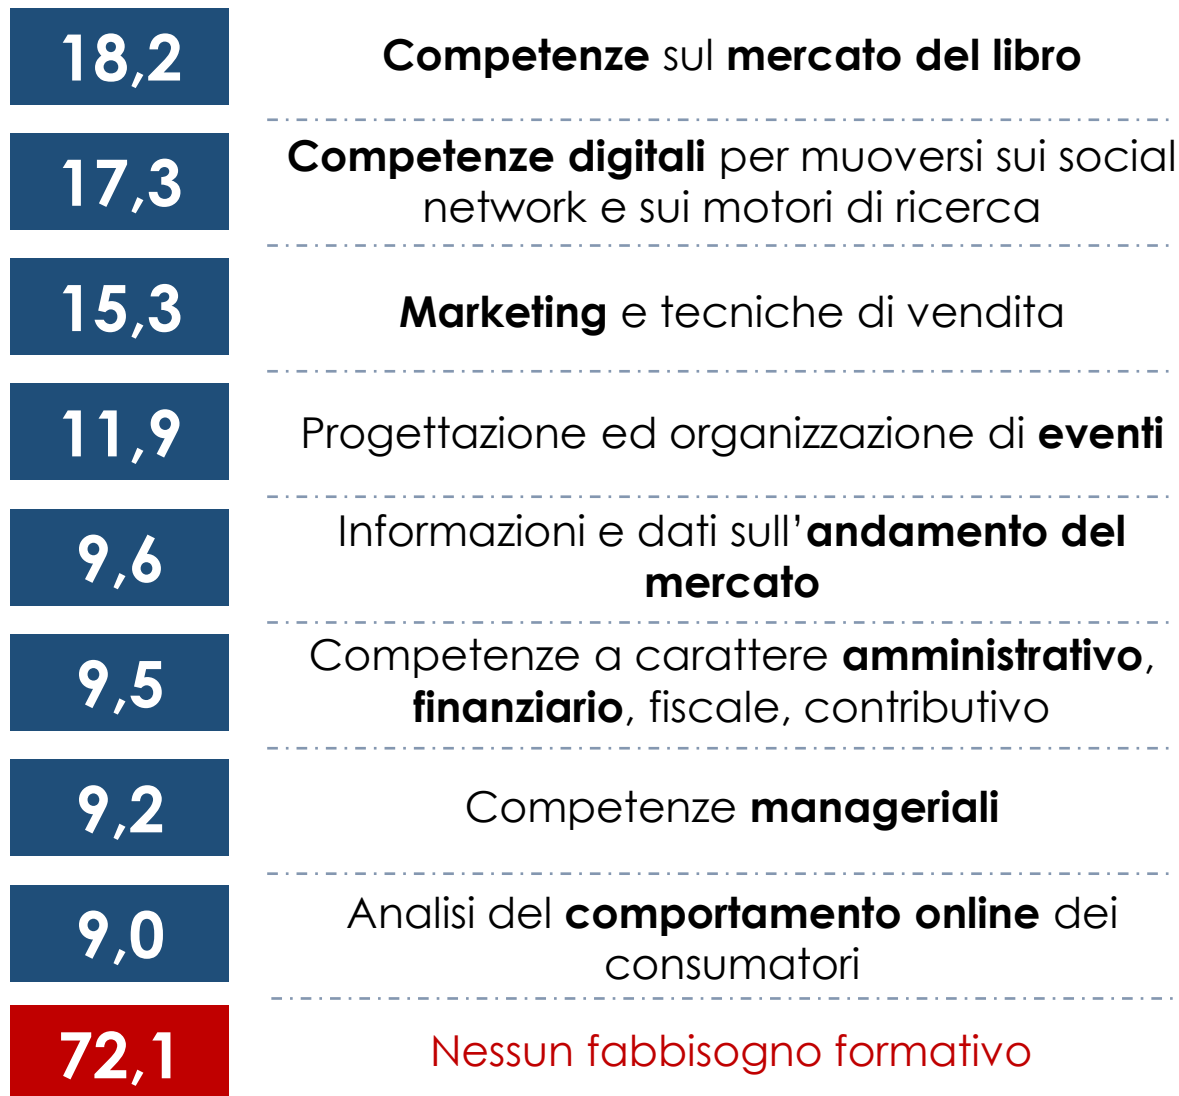 18,2
Competenze sul mercato del libro
17,3
Competenze digitali per muoversi sui social
network e sui motori di ricerca
15,3
Marketing e tecniche di vendita
11,9
Progettazione ed organizzazione di eventi
9,6
Informazioni e dati sull’andamento del
mercato
9,5
Competenze a carattere amministrativo,
finanziario, fiscale, contributivo
9,2
Competenze manageriali
9,0
Analisi del comportamento online dei
consumatori
72,1
Nessun fabbisogno formativo